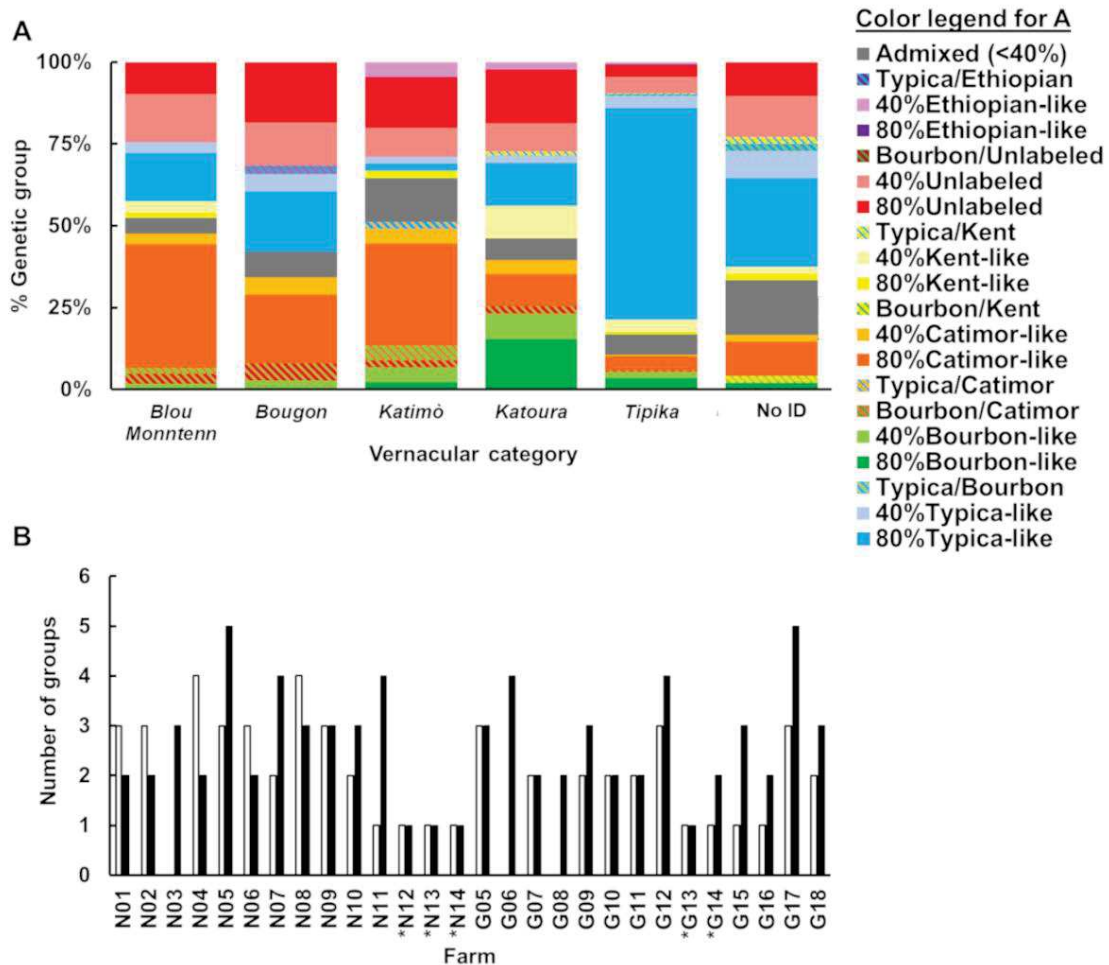 A
Color legend for A
100%
75%
50%
25%
0%
% Genetic group
Blou Monntenn
Bougon
Katimò
Katoura
Tipika
No ID
Vernacular category
Admixed (<40%)
Typica/Ethiopian
40%Ethiopian-like
80%Ethiopian-like
Bourbon/Unlabeled
40%Unlabeled
80%Unlabeled
Typica/Kent
40%Kent-like
80%Kent-like
Bourbon/Kent
40%Catimor-like
80%Catimor-like
Typica/Catimor
Bourbon/Catimor
40%Bourbon-like
80%Bourbon-like
Typica/Bourbon
40%Typica-like
80%Typica-like
B
6
5
4
3
2
1
0
Number of groups
N01
N02
N03
N04
N05
N06
N07
N08
N09
N10
N11
*N12
*N13
*N14
G05
G06
G07
G08
G09
G10
G11
G12
*G13
*G14
G15
G16
G17
G18
Farm